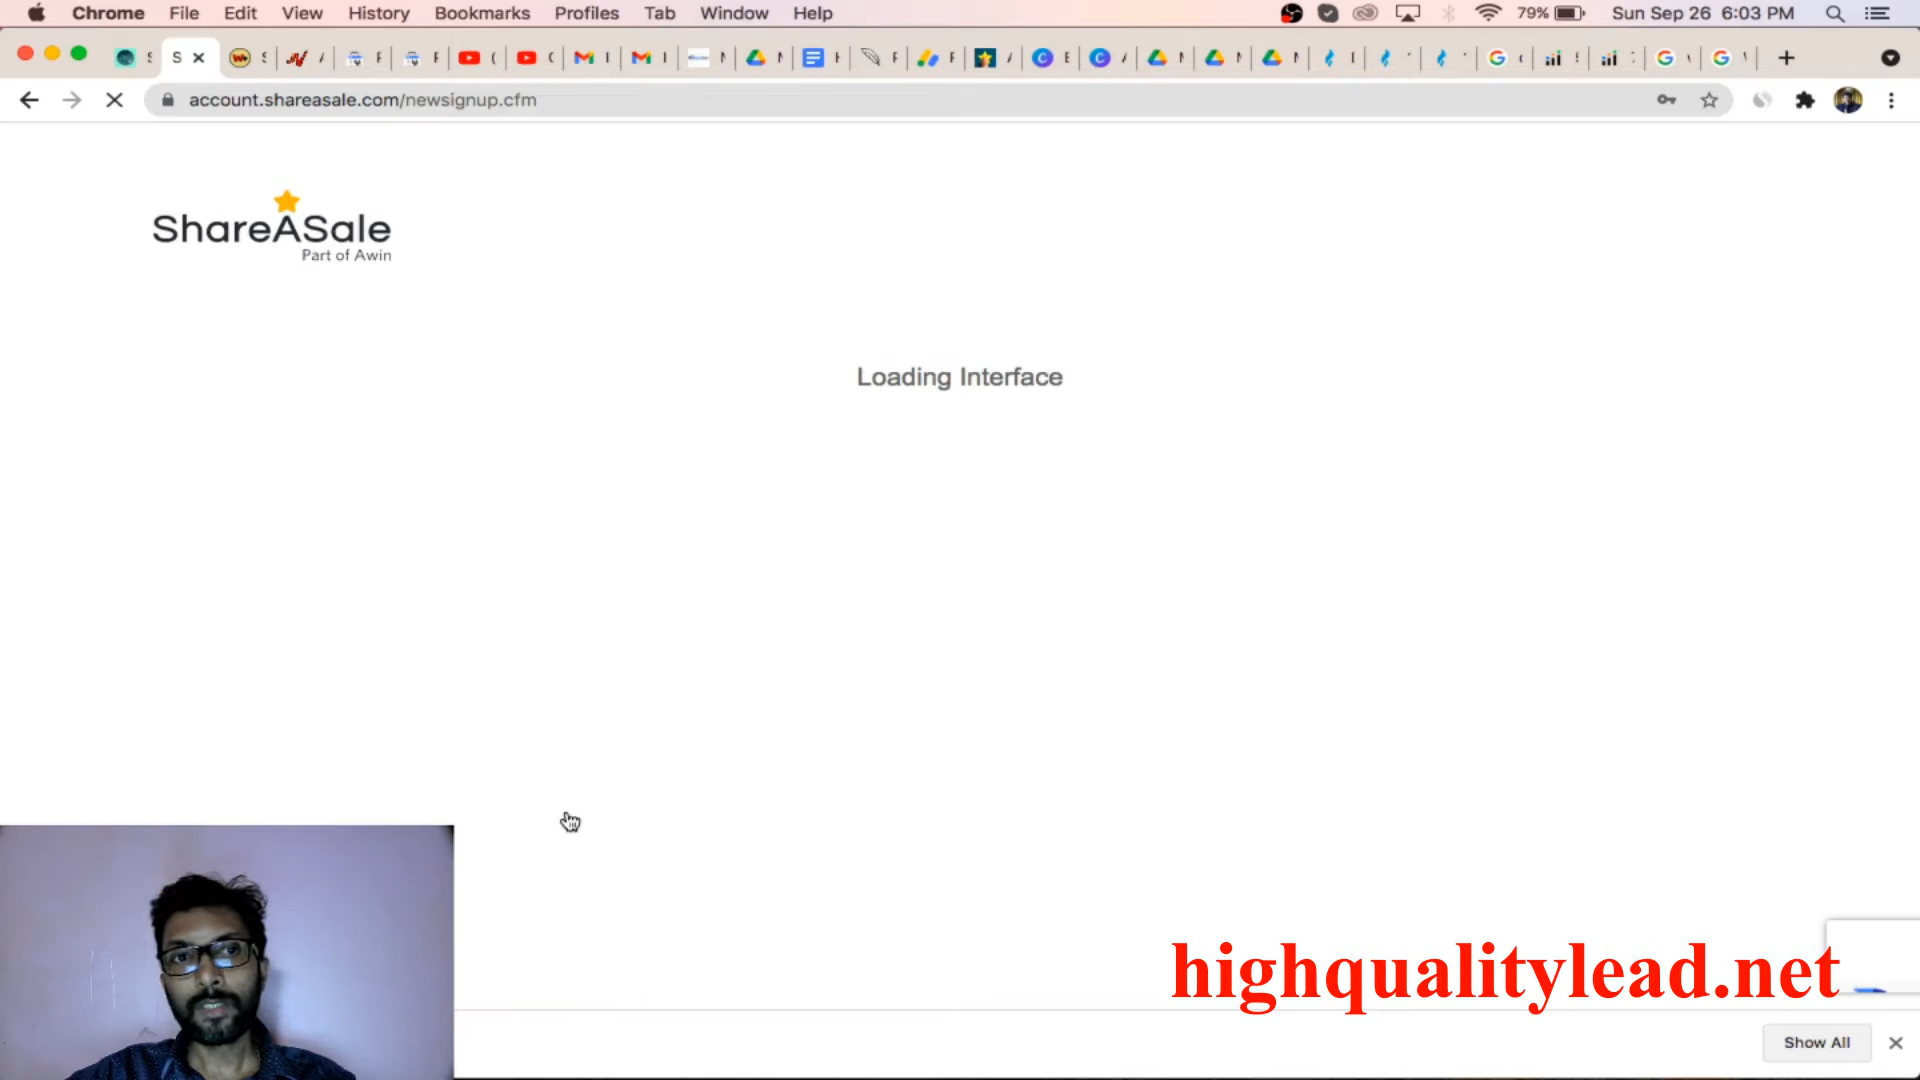 Chrome File Edit View History Bookmarks Profiles Tab Window Help 79% Sun Sep 26 6:03 PM
S
account.shareasale.com/newsignup.cfm
ShareASale
Part of Awin
Loading Interface
highqualitylead.net
Show All